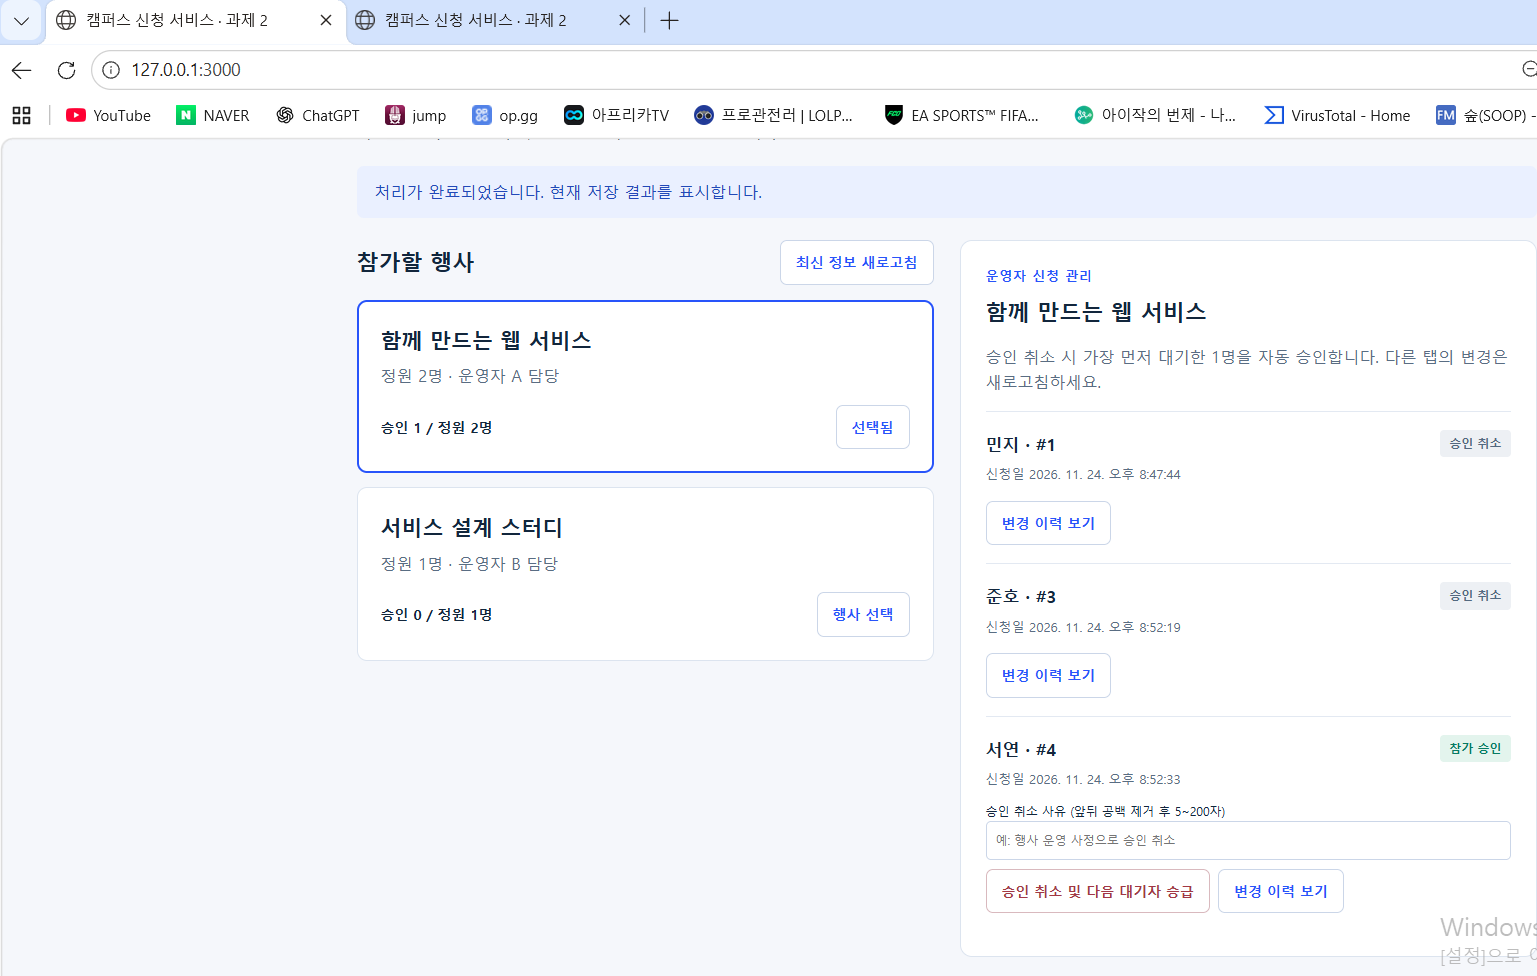 캠퍼스 신청 서비스 · 과제 2
캠퍼스 신청 서비스 · 과제 2
127.0.0.1:3000
YouTube
NAVER
ChatGPT
jump
op.gg
아프리카TV
프로관전러 | LOLP...
EA SPORTS™ FIFA...
아이작의 번제 - 나...
VirusTotal - Home
FM 숲(SOOP) -
처리가 완료되었습니다. 현재 저장 결과를 표시합니다.
참가할 행사
최신 정보 새로고침
함께 만드는 웹 서비스
정원 2명 · 운영자 A 담당
승인 1 / 정원 2명
선택됨
서비스 설계 스터디
정원 1명 · 운영자 B 담당
승인 0 / 정원 1명
행사 선택
운영자 신청 관리
함께 만드는 웹 서비스
승인 취소 시 가장 먼저 대기한 1명을 자동 승인합니다. 다른 탭의 변경은
새로고침하세요.
민지 · #1
승인 취소
신청일 2026. 11. 24. 오후 8:47:44
변경 이력 보기
준호 · #3
승인 취소
신청일 2026. 11. 24. 오후 8:52:19
변경 이력 보기
서연 · #4
참가 승인
신청일 2026. 11. 24. 오후 8:52:33
승인 취소 사유 (앞뒤 공백 제거 후 5~200자)
예: 행사 운영 사정으로 승인 취소
승인 취소 및 다음 대기자 승급
변경 이력 보기
Windows
[설정]으로